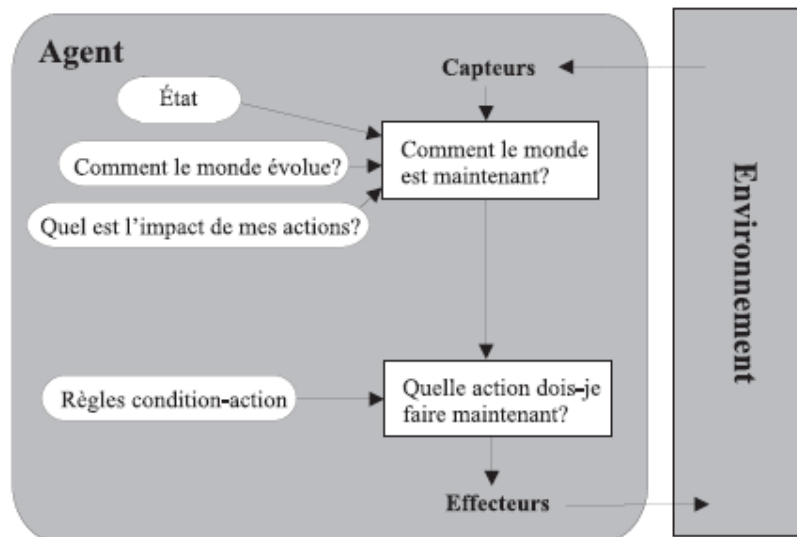 Agent
Capteurs
État
Comment le monde évolue?
Comment le monde
est maintenant?
Quel est l'impact de mes actions?
Environnement
Règles condition-action
Quelle action dois-je
faire maintenant?
Effecteurs